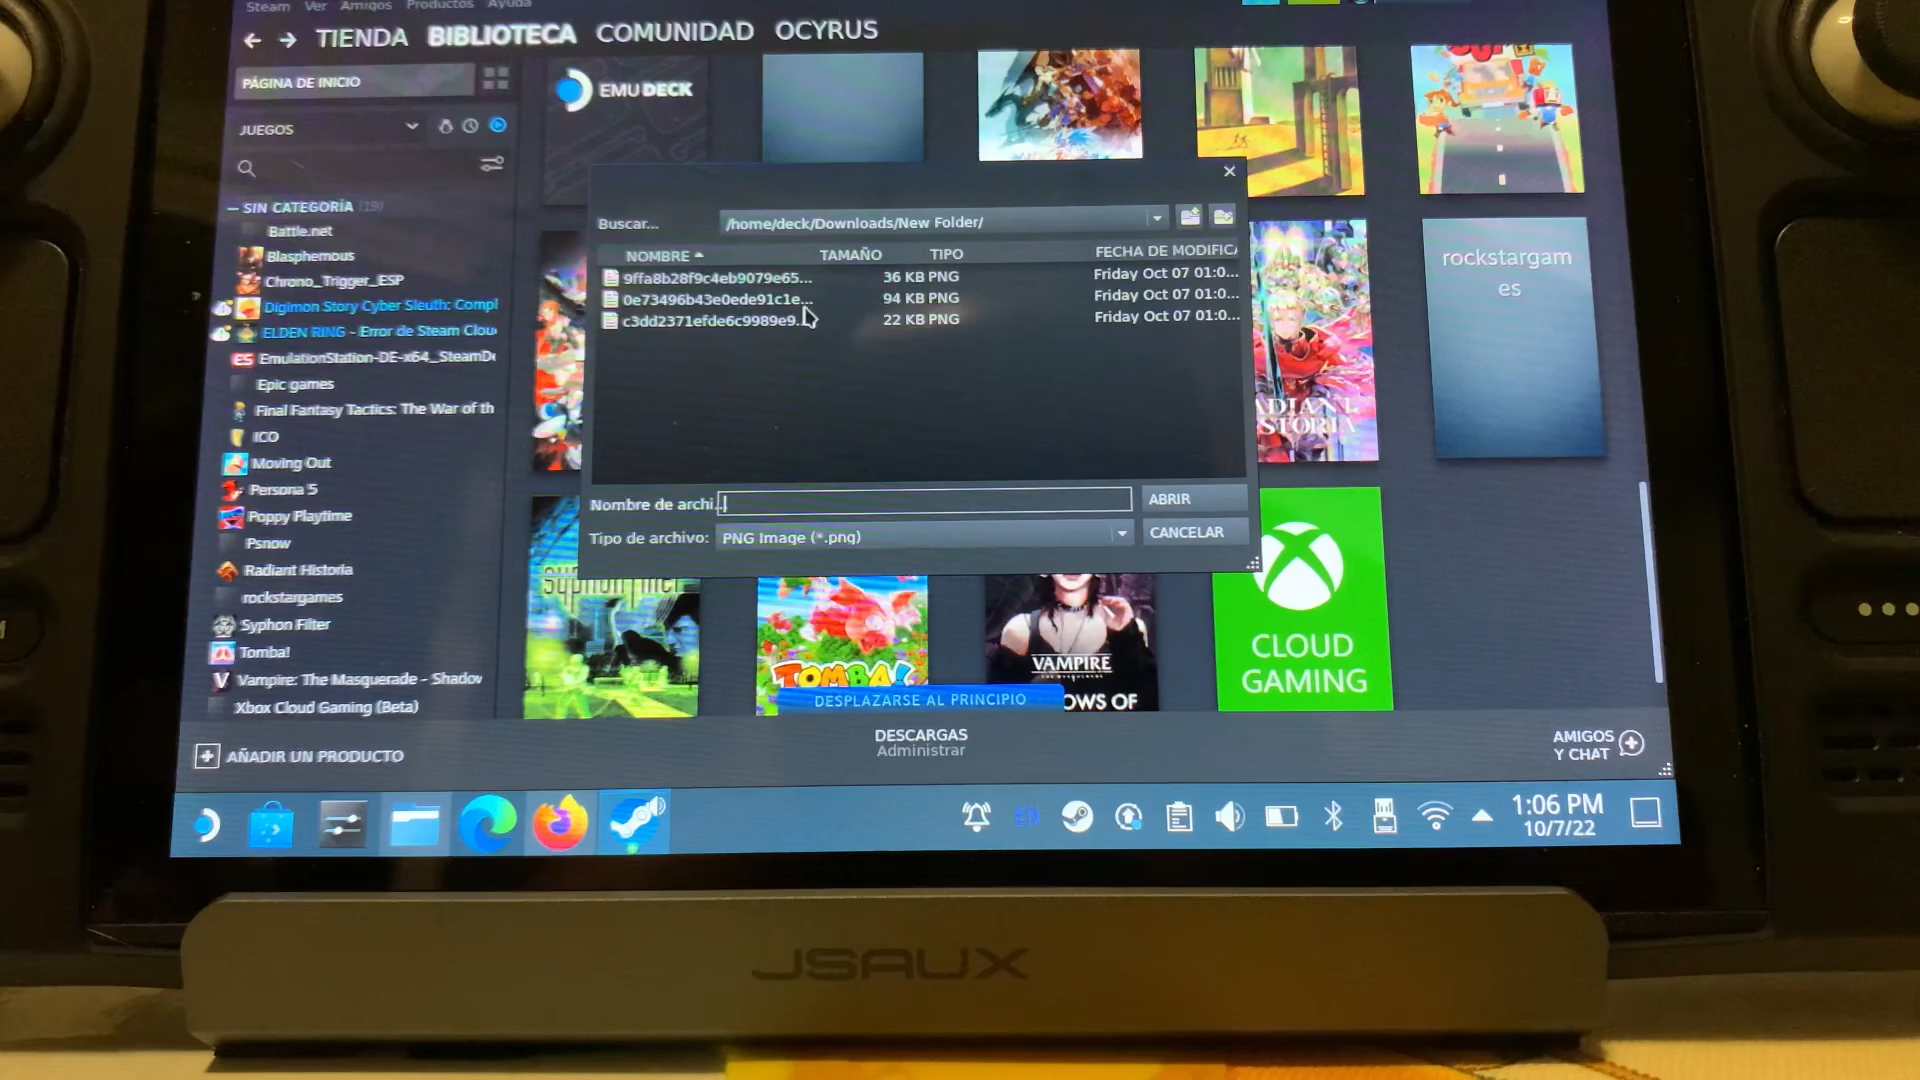 Steam Ver Amigos Productos Ayuda
TIENDA BIBLIOTECA COMUNIDAD OCYRUS
PÁGINA DE INICIO
JUEGOS
SIN CATEGORÍA (19)
Battle.net
Blasphemous
Chrono_Trigger_ESP
Digimon Story Cyber Sleuth: Compl
ELDEN RING - Error de Steam Clou
ES EmulationStation-DE-x64_SteamDe
Epic games
Final Fantasy Tactics: The War of th
ICO
Moving Out
Persona 5
Poppy Playtime
Psnow
Radiant Historia
rockstargames
Syphon Filter
Tomba!
Vampire: The Masquerade - Shadov
Xbox Cloud Gaming (Beta)
EMUDECK
Buscar...
/home/deck/Downloads/New Folder/
NOMBRE TAMAÑO TIPO FECHA DE MODIFICA
9ffa8b28f9c4eb9079e65... 36 KB PNG Friday Oct 07 01:0...
0e73496b43e0ede91c1e... 94 KB PNG Friday Oct 07 01:0...
c3dd2371efde6c9989e9... 22 KB PNG Friday Oct 07 01:0...
Nombre de archi...
ABRIR
Tipo de archivo: PNG Image (*.png)
CANCELAR
rockstargam
es
TOMBA!
VAMPIRE
OWS OF
CLOUD
GAMING
DESPLAZARSE AL PRINCIPIO
AÑADIR UN PRODUCTO
DESCARGAS
Administrar
AMIGOS
Y CHAT
EN
1:06 PM
10/7/22
JSAUX